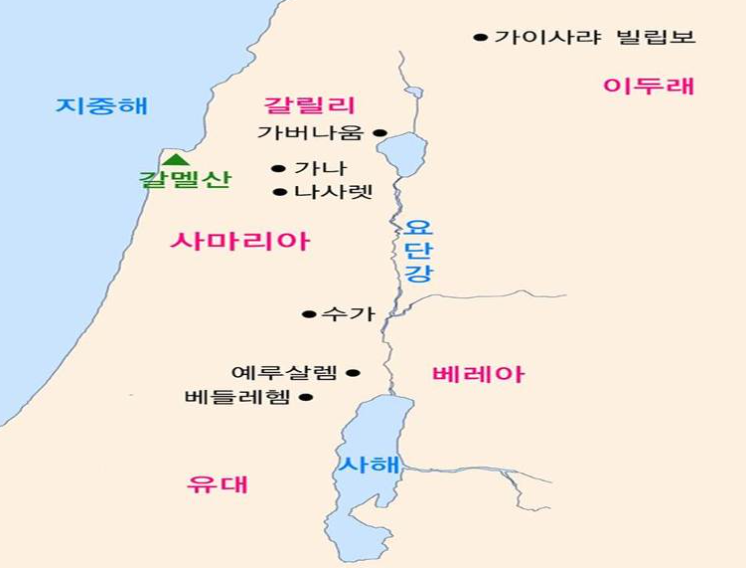 가이사랴 빌립보
이두래
지중해
갈릴리
가버나움
가나
갈멜산
나사렛
요
단
강
사마리아
수가
예루살렘
베레아
베들레헴
사해
유대